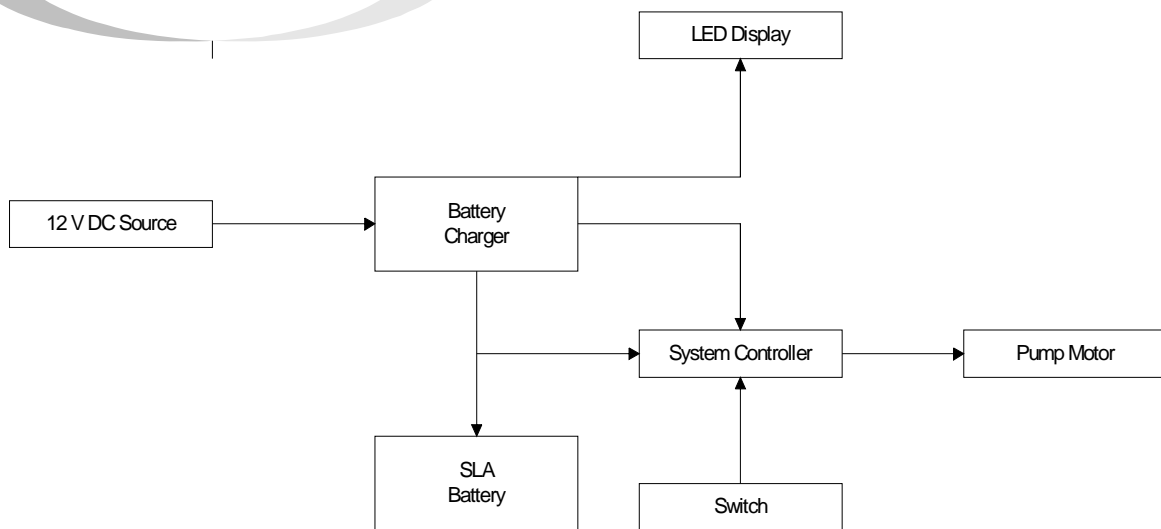 LED Display
12 V DC Source
Battery
Charger
System Controller
Pump Motor
SLA
Battery
Switch